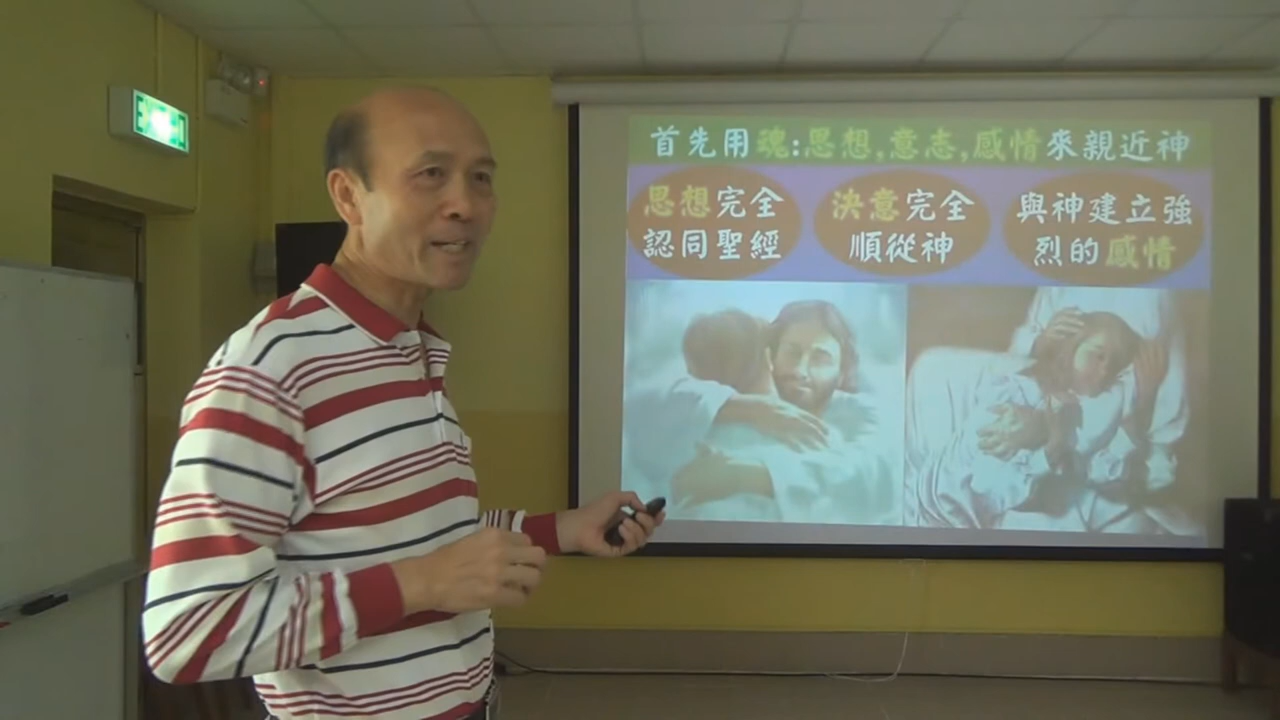 EXIT
首先用魂:思想,意志,感情來親近神
思想完全
認同聖經
決意完全
順從神
與神建立強
烈的感情